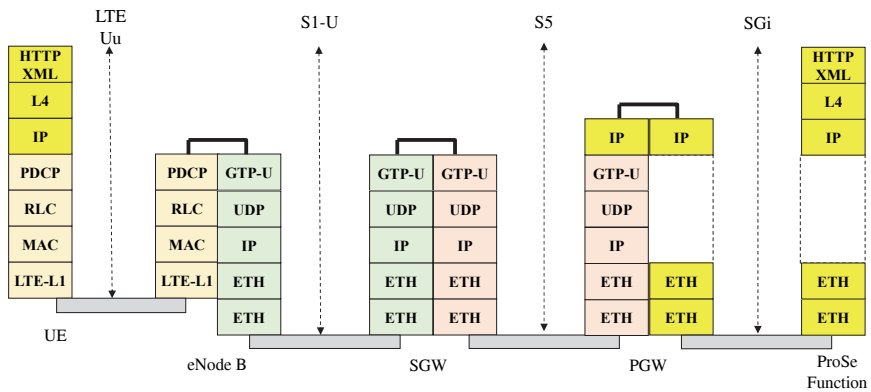 LTE
Uu
S1-U
S5
SGi
HTTP
XML
L4
IP
PDCP
RLC
MAC
LTE-L1
UE
PDCP
RLC
MAC
LTE-L1
GTP-U
UDP
IP
ETH
ETH
eNode B
GTP-U
UDP
IP
ETH
ETH
GTP-U
UDP
IP
ETH
ETH
SGW
IP
GTP-U
UDP
IP
ETH
ETH
IP
ETH
ETH
PGW
HTTP
XML
L4
IP
ETH
ETH
ProSe
Function